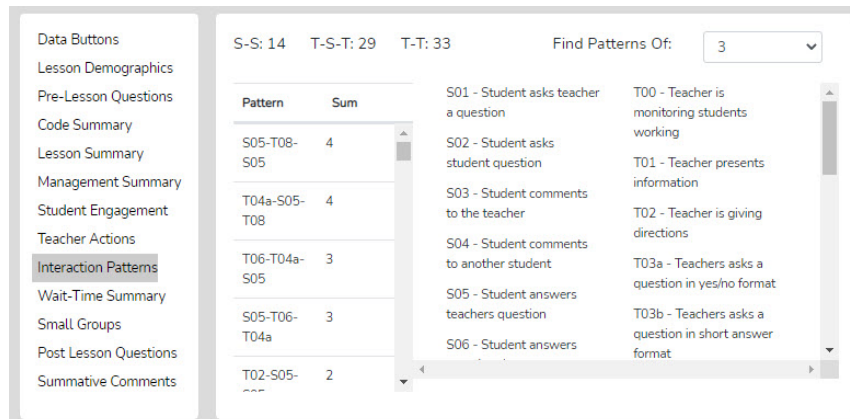 Data Buttons
Lesson Demographics
Pre-Lesson Questions
Code Summary
Lesson Summary
Management Summary
Student Engagement
Teacher Actions
Interaction Patterns
Wait-Time Summary
Small Groups
Post Lesson Questions
Summative Comments
S-S: 14 T-S-T: 29 T-T: 33 Find Patterns Of: 3
Pattern Sum
S05-T08- 4
S05
T04a-S05- 4
T08
T06-T04a- 3
S05
S05-T06- 3
T04a
T02-S05- 2
S01 - Student asks teacher
a question
S02 - Student asks
student question
S03 - Student comments
to the teacher
S04 - Student comments
to another student
S05 - Student answers
teachers question
S06 - Student answers
T00 - Teacher is
monitoring students
working
T01 - Teacher presents
information
T02 - Teacher is giving
directions
T03a - Teachers asks a
question in yes/no format
T03b - Teachers asks a
question in short answer
format